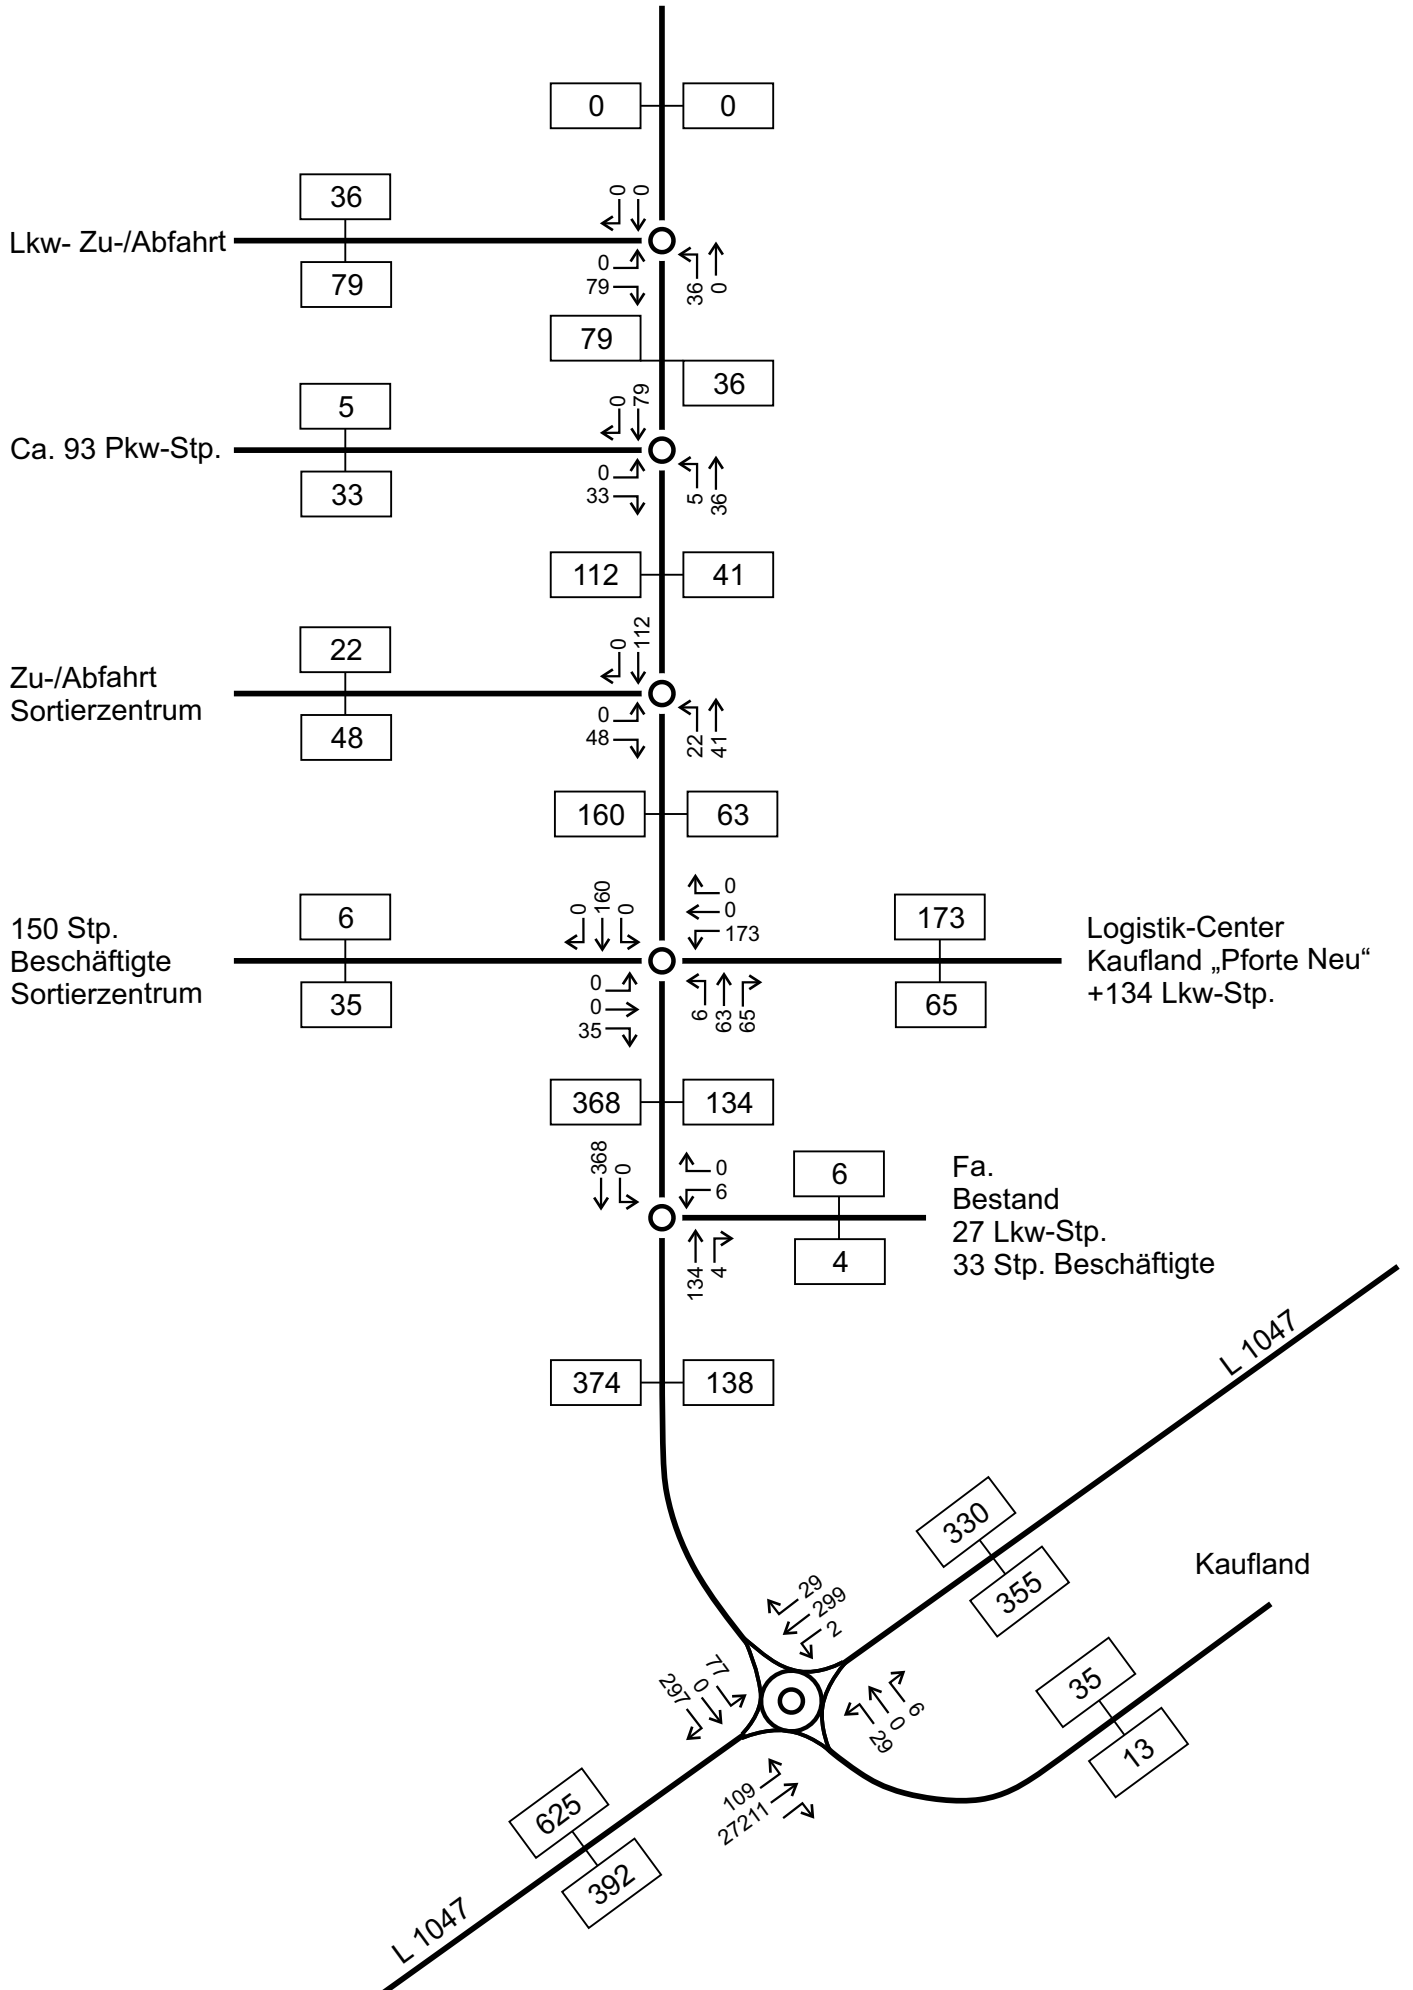 0 0
36
0 0
Lkw- Zu-/Abfahrt
0
79
79
36 0
79
36
5
0 79
Ca. 93 Pkw-Stp.
0
33
33
5 36
112 41
22
0 112
Zu-/Abfahrt
Sortierzentrum
0
48
48
22 41
160 63
6
0 160 0
0
0
173
173
150 Stp.
Beschäftigte
Sortierzentrum
Logistik-Center
Kaufland „Pforte Neu“
+134 Lkw-Stp.
35
0
0
35
6 63 65
65
368 134
368 0
0
6
6
Fa.
Bestand
27 Lkw-Stp.
33 Stp. Beschäftigte
134 4
4
374 138
L 1047
330
355
Kaufland
29
299
2
297 0 77
29 0 6
35
13
109
27211
625
392
L 1047